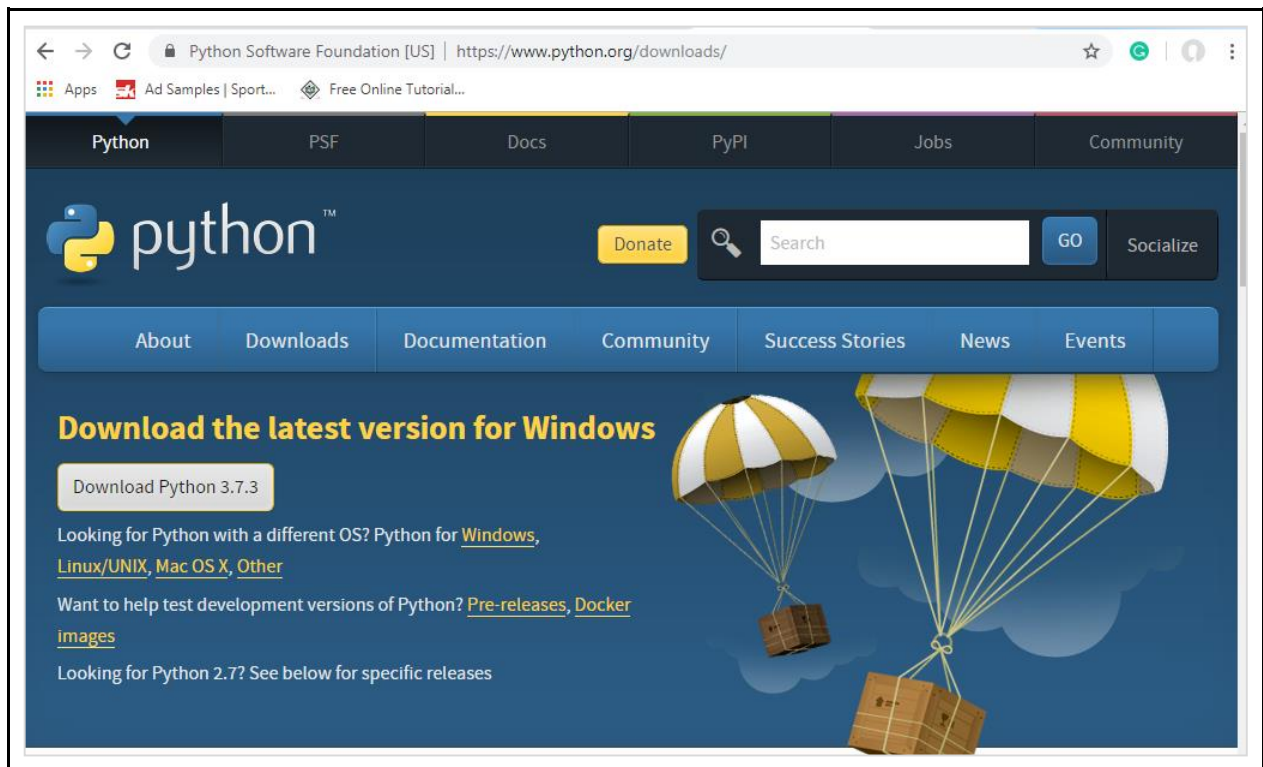 Python Software Foundation [US] | https://www.python.org/downloads/
Apps Ad Samples | Sport... Free Online Tutorial...
Python PSF Docs PyPI Jobs Community
python™
Donate Search GO Socialize
About Downloads Documentation Community Success Stories News Events
Download the latest version for Windows
Download Python 3.7.3
Looking for Python with a different OS? Python for Windows,
Linux/UNIX, Mac OS X, Other
Want to help test development versions of Python? Pre-releases, Docker
images
Looking for Python 2.7? See below for specific releases